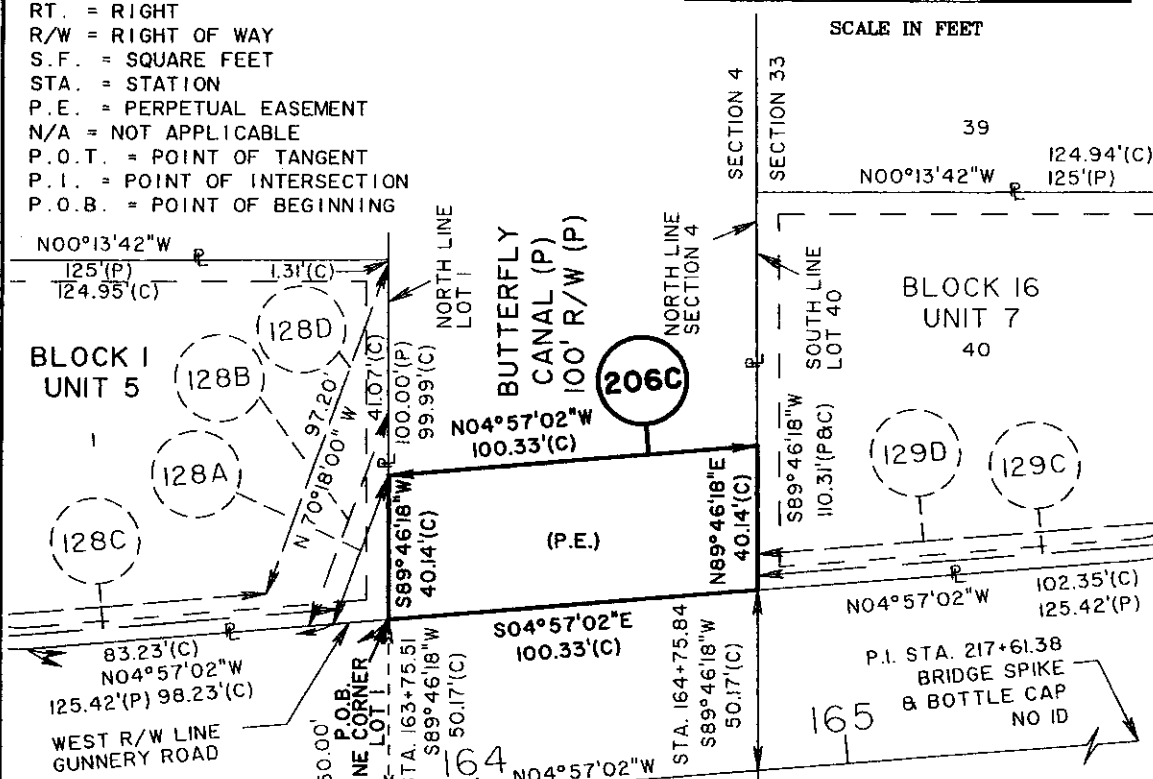 RT. = RIGHT
R/W = RIGHT OF WAY
S.F. = SQUARE FEET
STA. = STATION
P.E. = PERPETUAL EASEMENT
N/A = NOT APPLICABLE
P.O.T. = POINT OF TANGENT
P.I. = POINT OF INTERSECTION
P.O.B. = POINT OF BEGINNING
SCALE IN FEET
SECTION 4
SECTION 33
39
N00°13'42"W
124.94'(C)
125'(P)
N00°13'42"W
125'(P)
124.95'(C)
1.31'(C)
NORTH LINE
LOT 1
BUTTERFLY
CANAL (P)
100' R/W (P)
NORTH LINE
SECTION 4
SOUTH LINE
LOT 40
BLOCK 16
UNIT 7
40
BLOCK 1
UNIT 5
1
128D
128B
128A
128C
97.20'
N 70°18'00" W
41.07'(C)
100.00'(P)
99.99'(C)
206C
N04°57'02"W
100.33'(C)
S89°46'18"W
110.31'(P&C)
129D
129C
S89°46'18"W
40.14'(C)
(P.E.)
N89°46'18"E
40.14'(C)
S04°57'02"E
100.33'(C)
N04°57'02"W
102.35'(C)
125.42'(P)
83.23'(C)
N04°57'02"W
125.42'(P) 98.23'(C)
WEST R/W LINE
GUNNERY ROAD
50.00'
P.O.B.
NE CORNER
LOT 1
STA. 163+75.51
S89°46'18"W
50.17'(C)
STA. 164+75.84
S89°46'18"W
50.17'(C)
P.I. STA. 217+61.38
BRIDGE SPIKE
& BOTTLE CAP
NO ID
164
N04°57'02"W
165